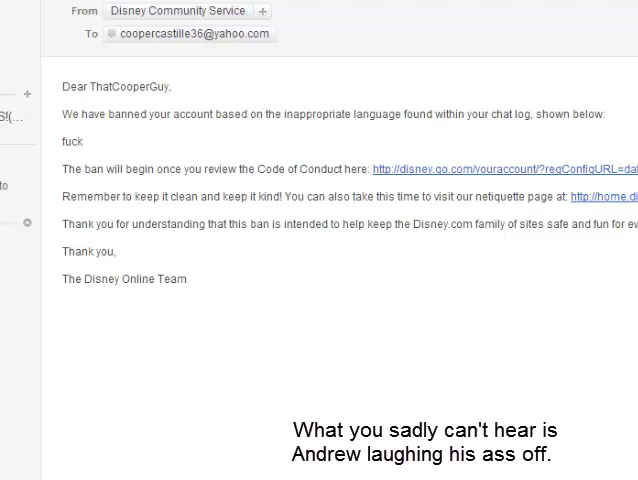 From Disney Community Service +
To coopercastille36@yahoo.com
Dear ThatCooperGuy,
We have banned your account based on the inappropriate language found within your chat log, shown below:
S!(...
fuck
The ban will begin once you review the Code of Conduct here: http://disney.go.com/youraccount/?reqConfigURL=dat
to
Remember to keep it clean and keep it kind! You can also take this time to visit our netiquette page at: http://home.di
Thank you for understanding that this ban is intended to help keep the Disney.com family of sites safe and fun for ev
Thank you,
The Disney Online Team
What you sadly can't hear is
Andrew laughing his ass off.